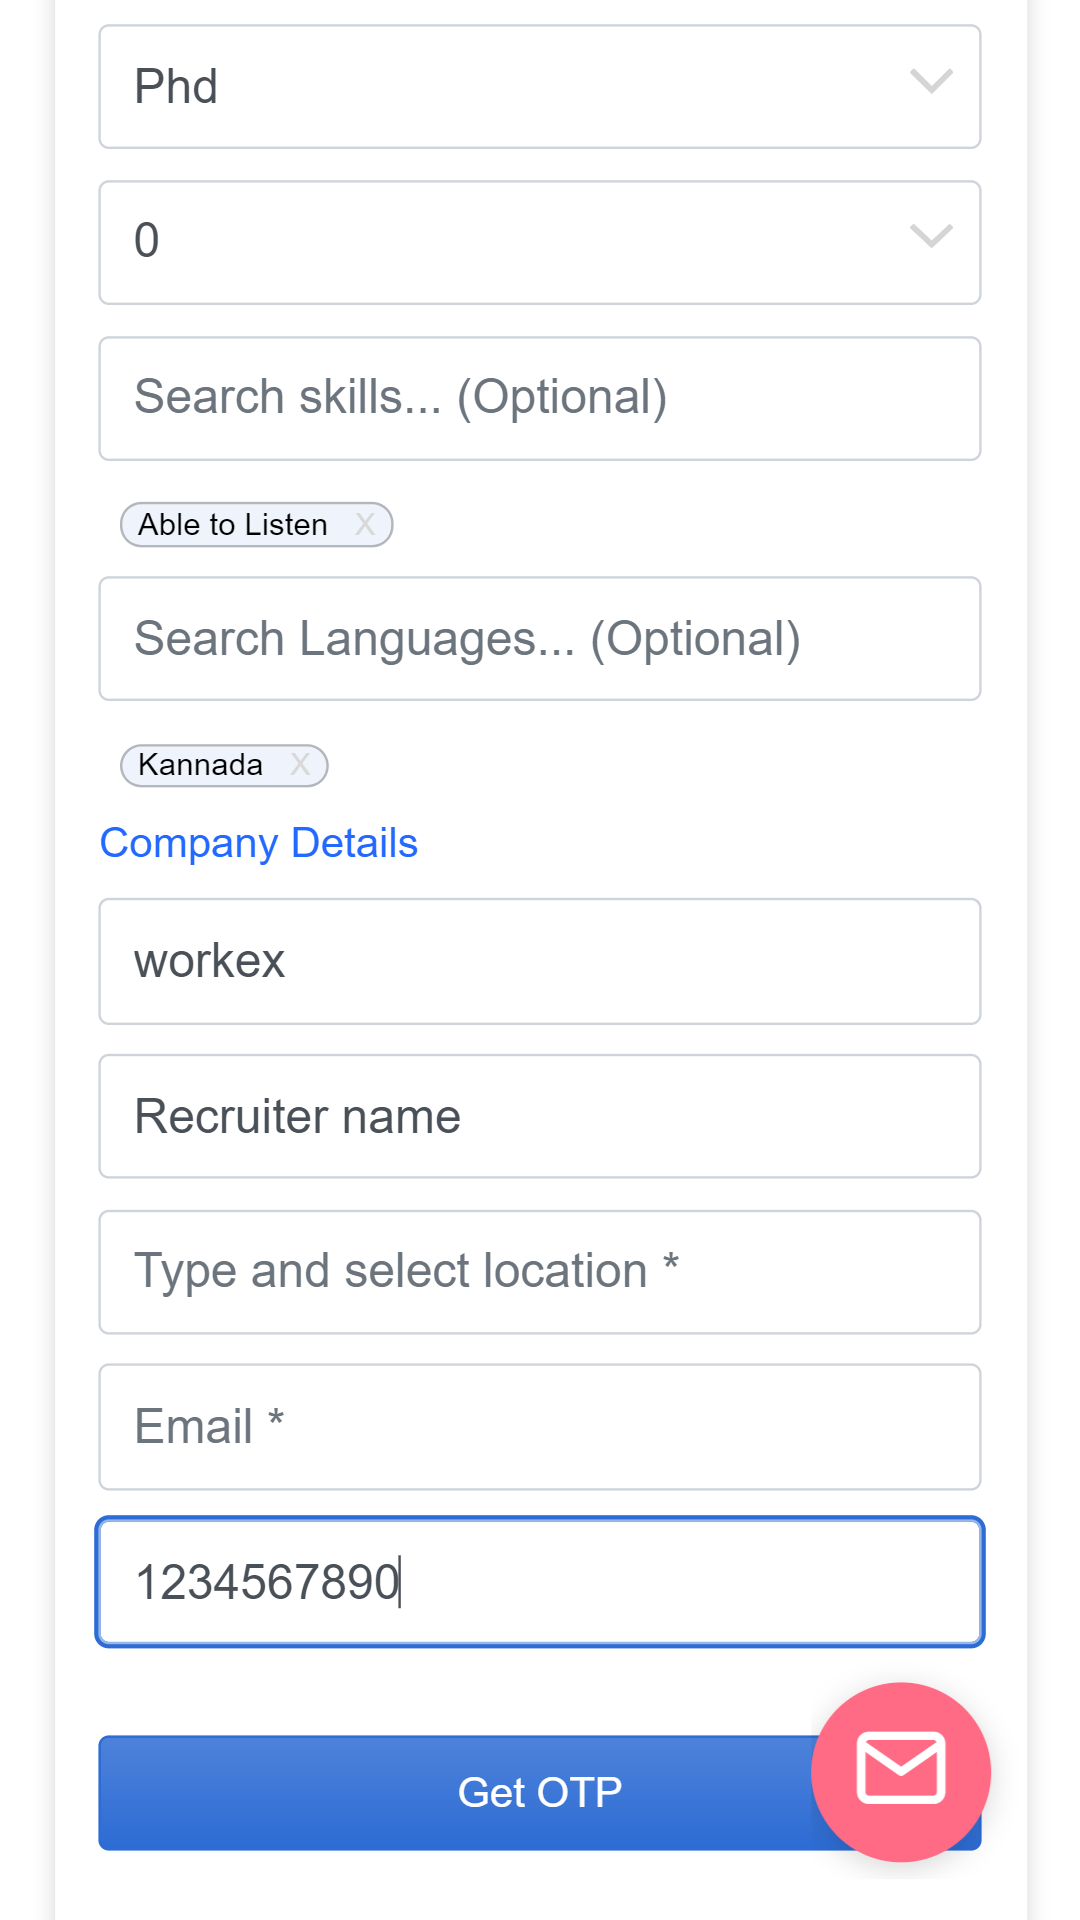 Phd
0
Search skills... (Optional)
Able to Listen X
Search Languages... (Optional)
Kannada X
Company Details
workex
Recruiter name
Type and select location *
Email *
1234567890
Get OTP